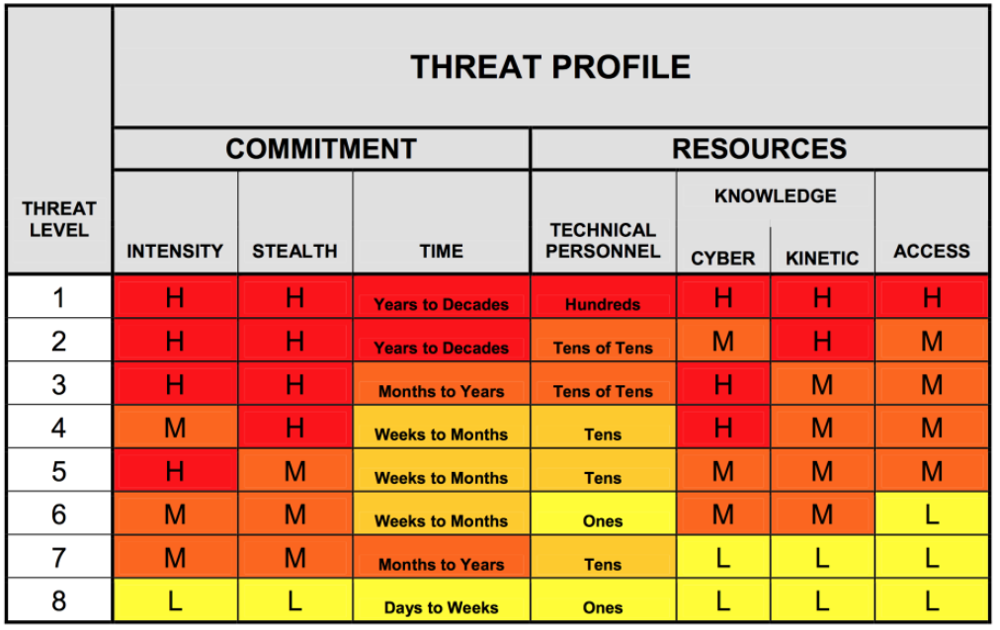 THREAT PROFILE
COMMITMENT RESOURCES
THREAT LEVEL INTENSITY STEALTH TIME TECHNICAL PERSONNEL KNOWLEDGE CYBER KINETIC ACCESS
1 H H Years to Decades Hundreds H H H
2 H H Years to Decades Tens of Tens M H M
3 H H Months to Years Tens of Tens H M M
4 M H Weeks to Months Tens H M M
5 H M Weeks to Months Tens M M M
6 M M Weeks to Months Ones M M L
7 M M Months to Years Tens L L L
8 L L Days to Weeks Ones L L L